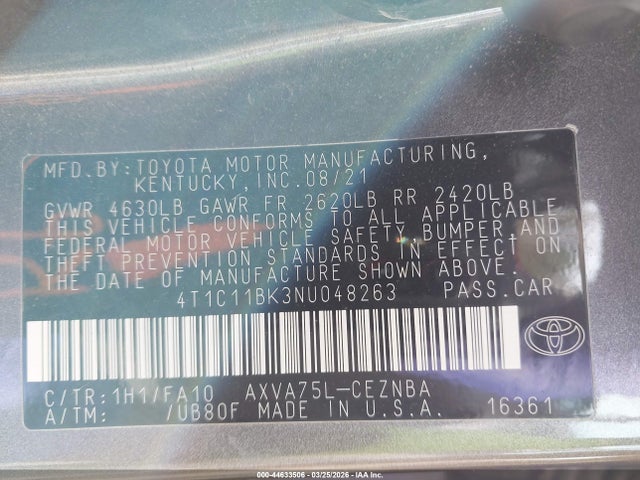 MFD.BY:TOYOTA MOTOR MANUFACTURING,
KENTUCKY,INC.08/21
GVWR 4630LB GAWR FR 2620LB RR 2420LB
THIS VEHICLE CONFORMS TO ALL APPLICABLE
FEDERAL MOTOR VEHICLE SAFETY, BUMPER AND
THEFT PREVENTION STANDARDS IN EFFECT ON
THE DATE OF MANUFACTURE SHOWN ABOVE.
4T1C11BK3NU048263 PASS.CAR
C/TR:1H1/FA10 AXVA75L-CEZNBA
A/TM: /UB80F MADE IN U.S.A. 16361
000-44633506 - 03/25/2026 - IAA Inc.